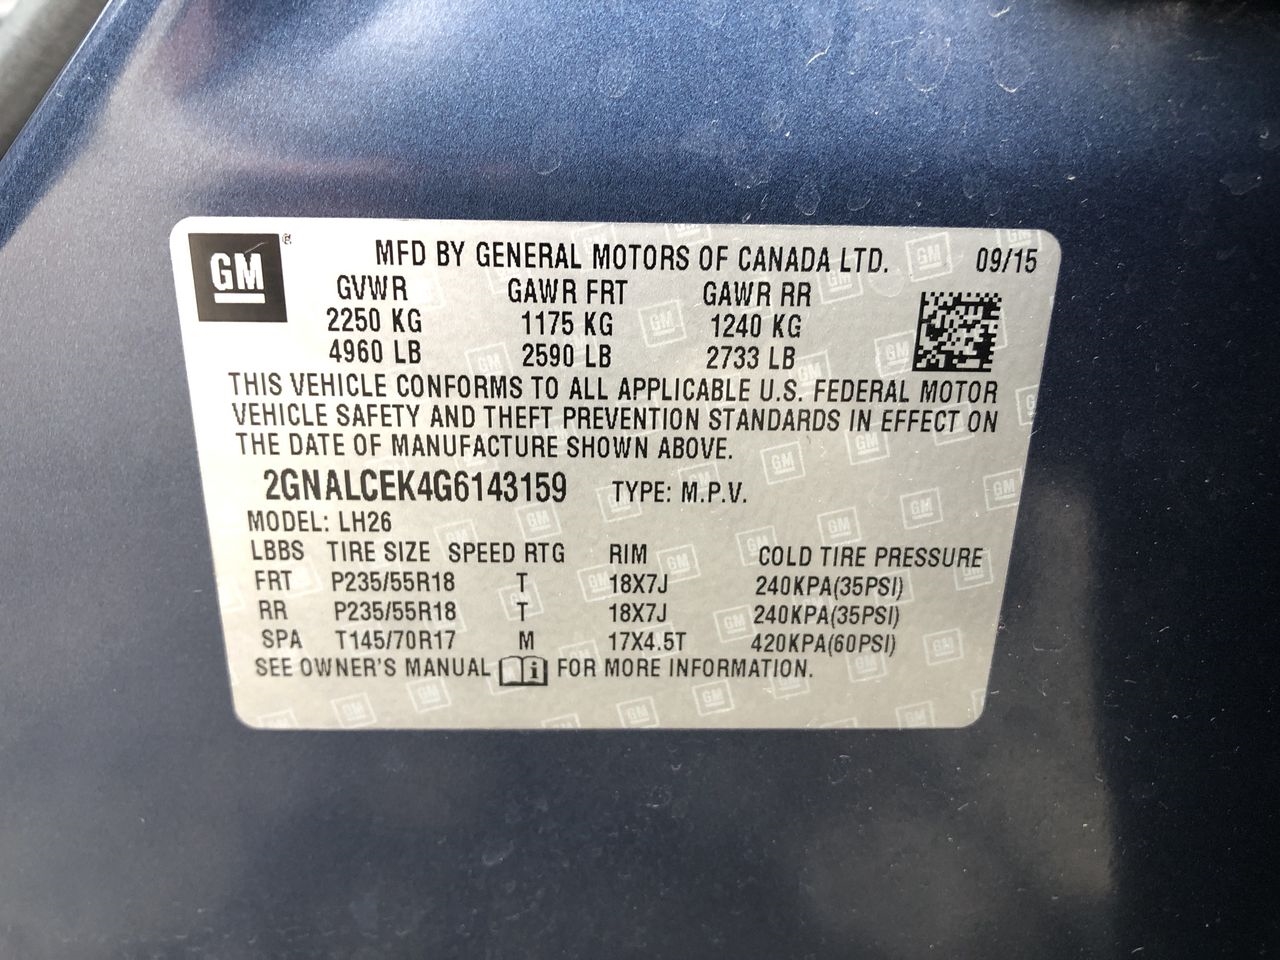 GM ®
MFD BY GENERAL MOTORS OF CANADA LTD. 09/15
GVWR GAWR FRT GAWR RR
2250 KG 1175 KG 1240 KG
4960 LB 2590 LB 2733 LB
THIS VEHICLE CONFORMS TO ALL APPLICABLE U.S. FEDERAL MOTOR
VEHICLE SAFETY AND THEFT PREVENTION STANDARDS IN EFFECT ON
THE DATE OF MANUFACTURE SHOWN ABOVE.
2GNALCEK4G6143159 TYPE: M.P.V.
MODEL: LH26
LBBS TIRE SIZE SPEED RTG RIM COLD TIRE PRESSURE
FRT P235/55R18 T 18X7J 240KPA(35PSI)
RR P235/55R18 T 18X7J 240KPA(35PSI)
SPA T145/70R17 M 17X4.5T 420KPA(60PSI)
SEE OWNER'S MANUAL i FOR MORE INFORMATION.